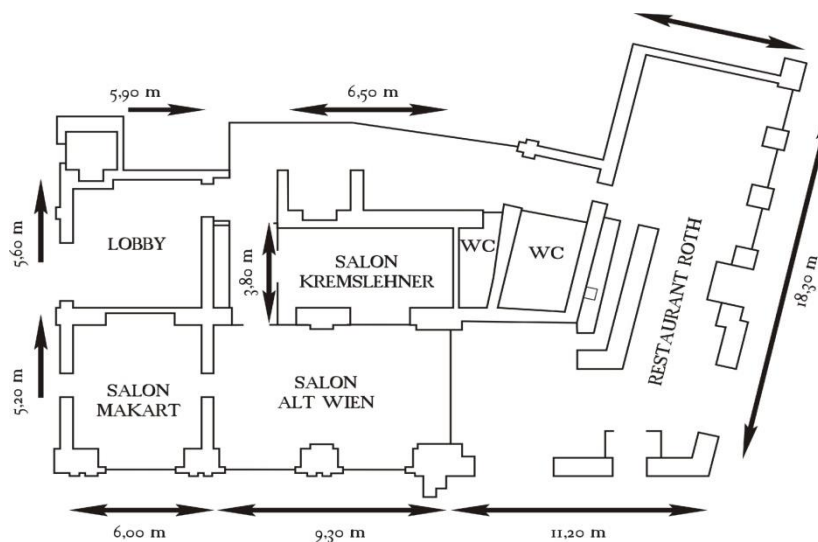 5,90 m
6,50 m
LOBBY
5,60 m
3,80 m
SALON
KREMSLEHNER
WC
WC
RESTAURANT ROTH
18,30 m
5,20 m
SALON
MAKART
SALON
ALT WIEN
6,00 m
9,30 m
11,20 m